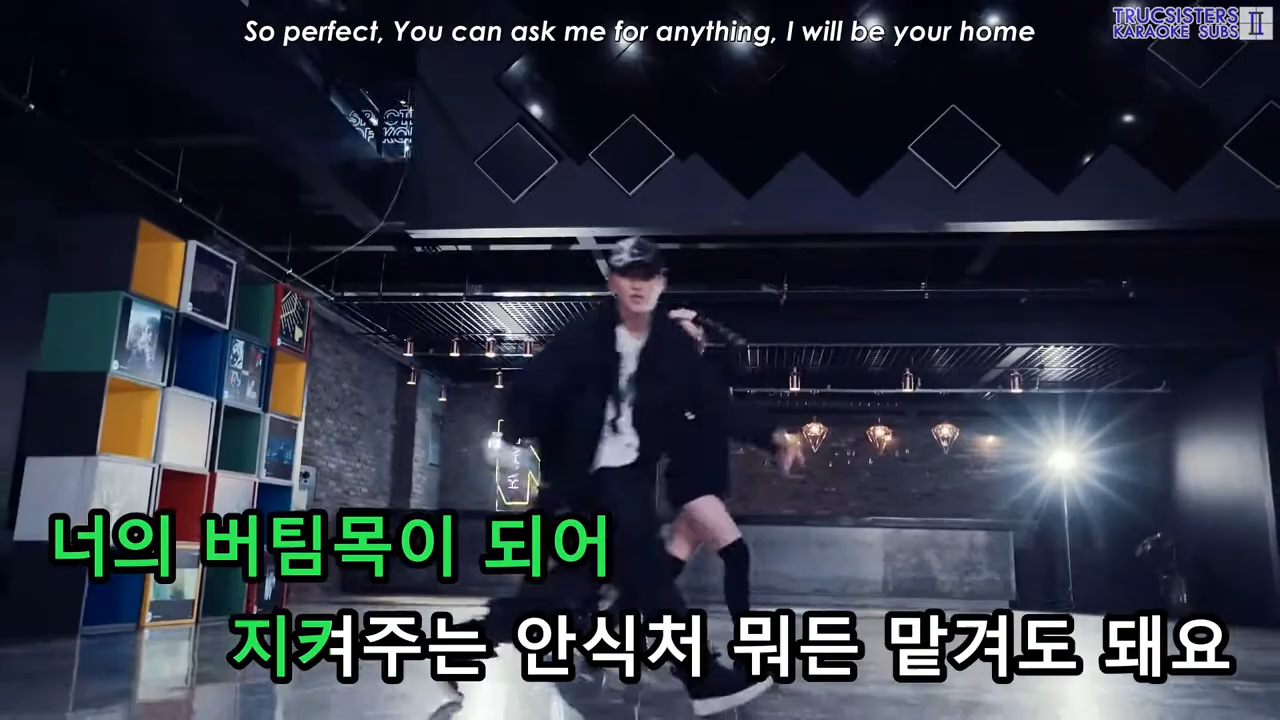 So perfect, You can ask me for anything, I will be your home
TRUCSISTERS
KARAOKE SUBS II
너의 버팀목이 되어
지켜주는 안식처 뭐든 맡겨도 돼요